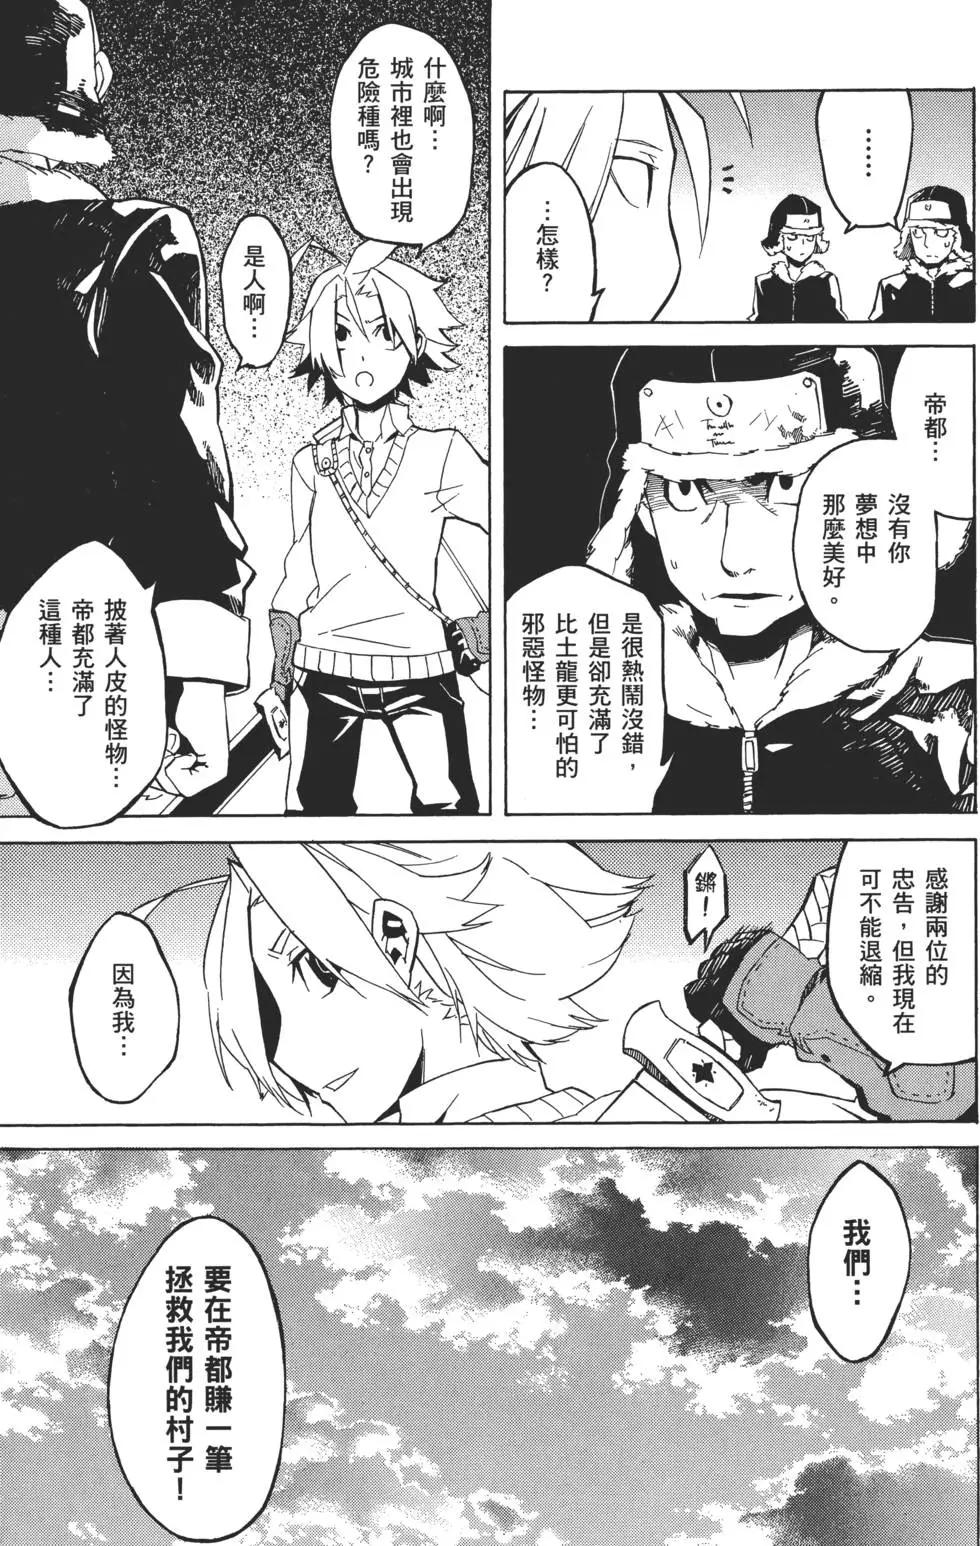 ……
…怎樣？
帝都…
沒有你
夢想中
那麼美好。
是很熱鬧沒錯，
但是卻充滿了
比土龍更可怕的
邪惡怪物…
什麼啊…
城市裡也會出現
危險種嗎？
是人啊…
披著人皮的怪物…
帝都充滿了
這種人…
感謝兩位的
忠告，但我現在
可不能退縮。
鏘！
因為我…
我們…
要在帝都賺一筆
拯救我們的村子！